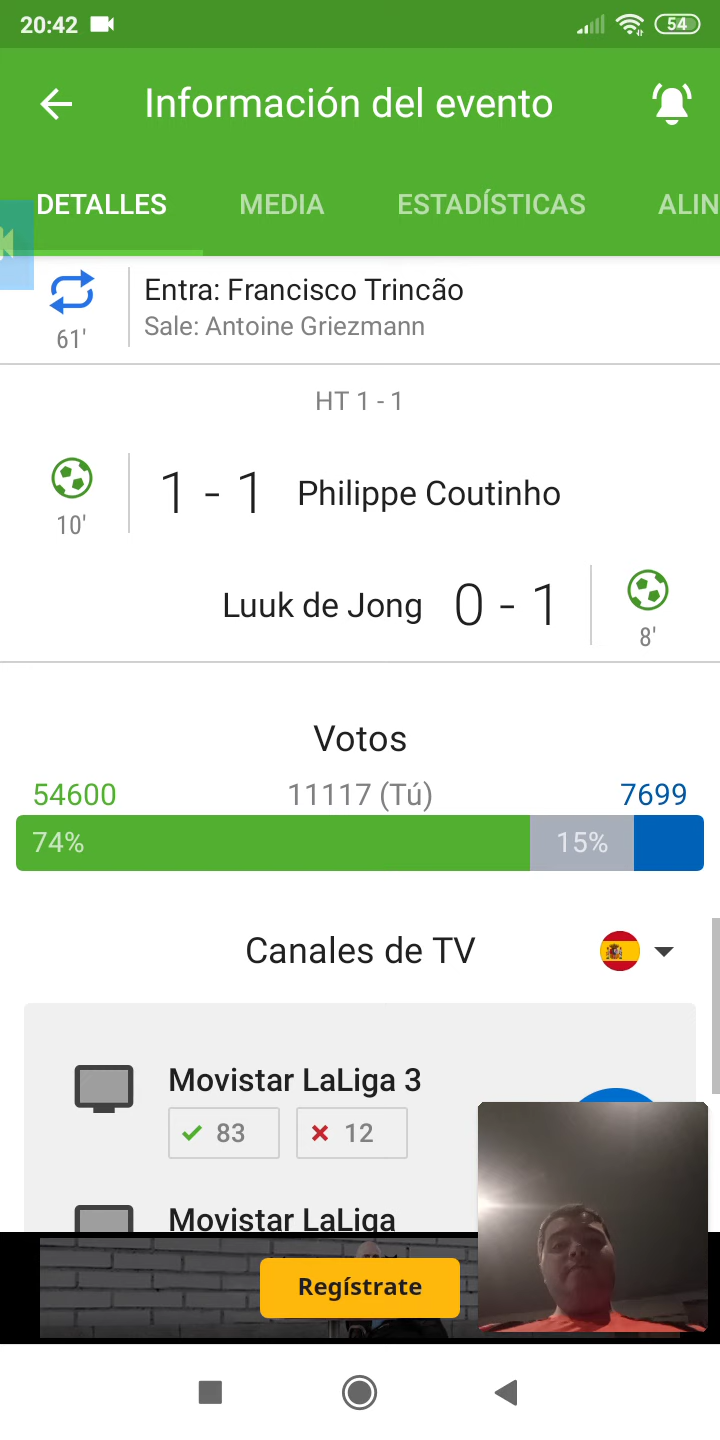 20:42
54
Información del evento
DETALLES MEDIA ESTADÍSTICAS ALIN
Entra: Francisco Trincão
Sale: Antoine Griezmann
61'
HT 1 - 1
1 - 1 Philippe Coutinho
10'
Luuk de Jong 0 - 1
8'
Votos
54600 11117 (Tú) 7699
74% 15%
Canales de TV
Movistar LaLiga 3
83 12
Movistar LaLiga
Regístrate